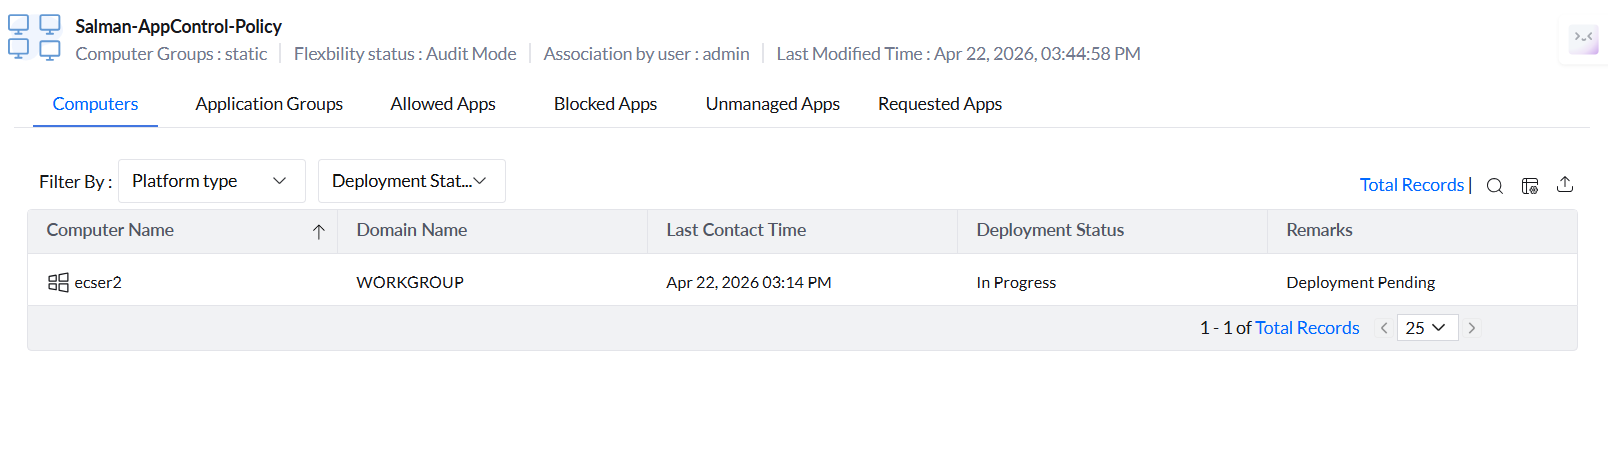 Salman-AppControl-Policy
Computer Groups : static | Flexbility status : Audit Mode | Association by user : admin | Last Modified Time : Apr 22, 2026, 03:44:58 PM
Computers Application Groups Allowed Apps Blocked Apps Unmanaged Apps Requested Apps
Filter By : Platform type Deployment Stat...
Total Records |
Computer Name Domain Name Last Contact Time Deployment Status Remarks
ecser2 WORKGROUP Apr 22, 2026 03:14 PM In Progress Deployment Pending
1 - 1 of Total Records 25